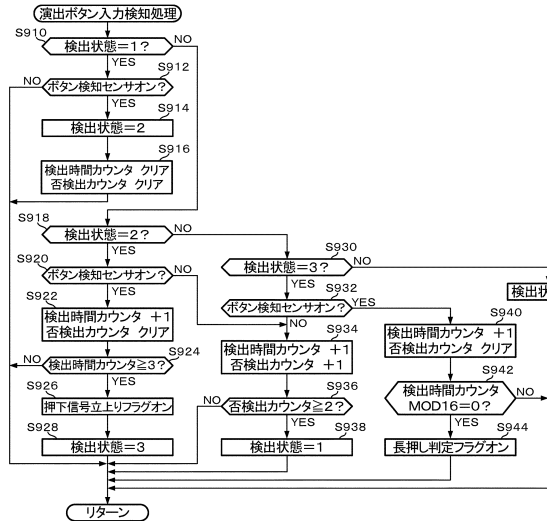 演出ボタン入力検知処理
S910
検出状態=1?
NO
YES
S912
NO
ボタン検知センサオン?
YES
S914
検出状態=2
S916
検出時間カウンタ クリア
否検出カウンタ クリア
S918
検出状態=2?
NO
YES
S920
ボタン検知センサオン?
NO
S922
YES
検出時間カウンタ +1
否検出カウンタ クリア
S924
NO
検出時間カウンタ≧3?
S926
YES
押下信号立上りフラグオン
S928
検出状態=3
リターン
S930
検出状態=3?
NO
YES
S932
ボタン検知センサオン?
YES
NO
S934
検出時間カウンタ +1
否検出カウンタ +1
S936
NO
否検出カウンタ≧2?
YES
S938
検出状態=1
S940
検出時間カウンタ +1
否検出カウンタ クリア
S942
検出時間カウンタ
MOD16=0?
NO
YES
S944
長押し判定フラグオン
検出状